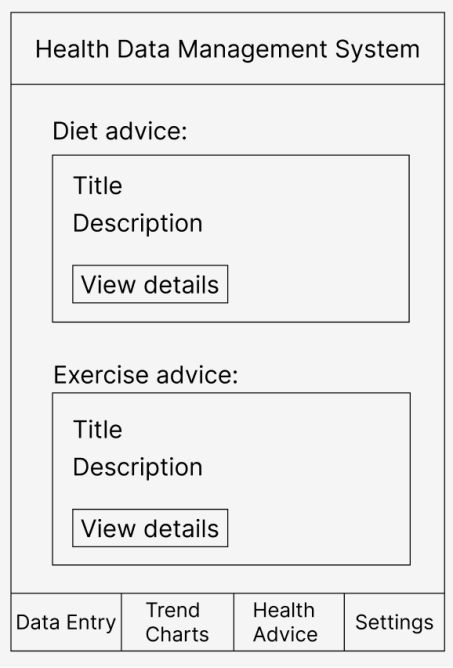 Health Data Management System
Diet advice:
Title
Description
View details
Exercise advice:
Title
Description
View details
Data Entry
Trend
Charts
Health
Advice
Settings